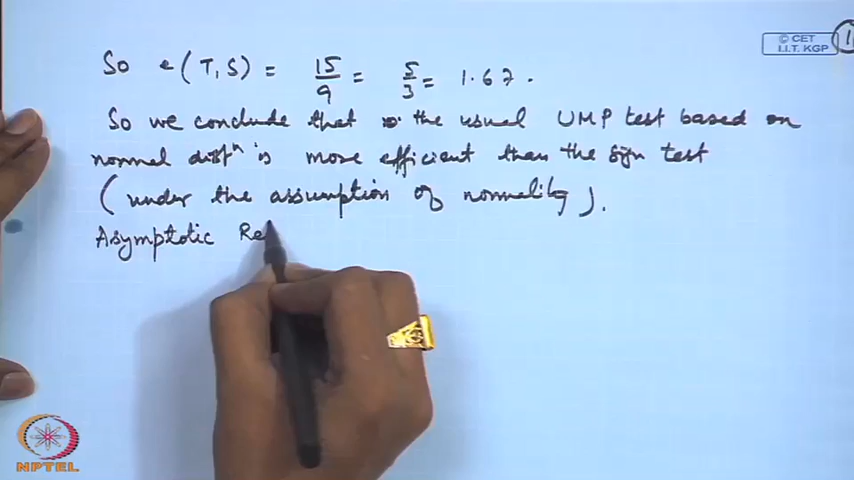 © CET
I.I.T. KGP
1
So e(T,S) = 15/9 = 5/3 = 1.67.
So we conclude that the usual UMP test based on
normal distⁿ is more efficient than the sign test
(under the assumption of normality).
Asymptotic Re
NPTEL